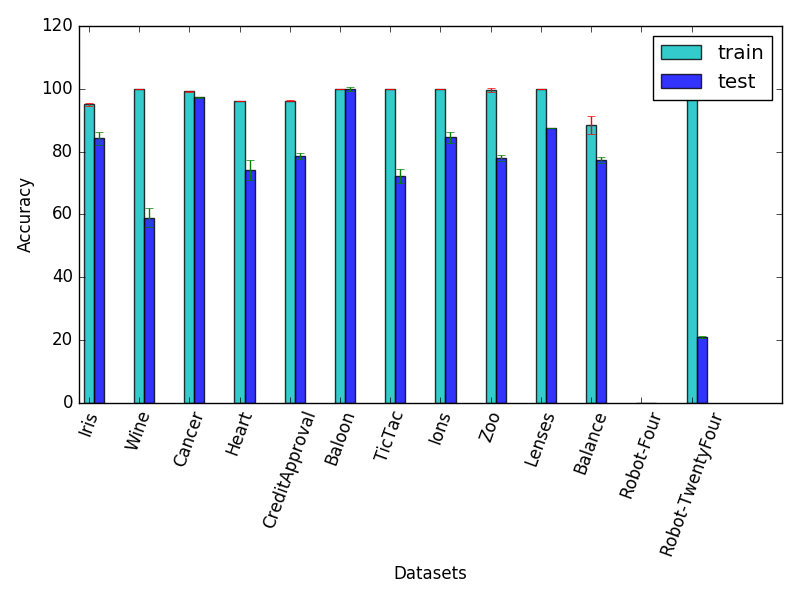 120
100
80
60
40
20
0
Accuracy
train
test
Iris
Wine
Cancer
Heart
CreditApproval
Baloon
TicTac
Ions
Zoo
Lenses
Balance
Robot-Four
Robot-TwentyFour
Datasets